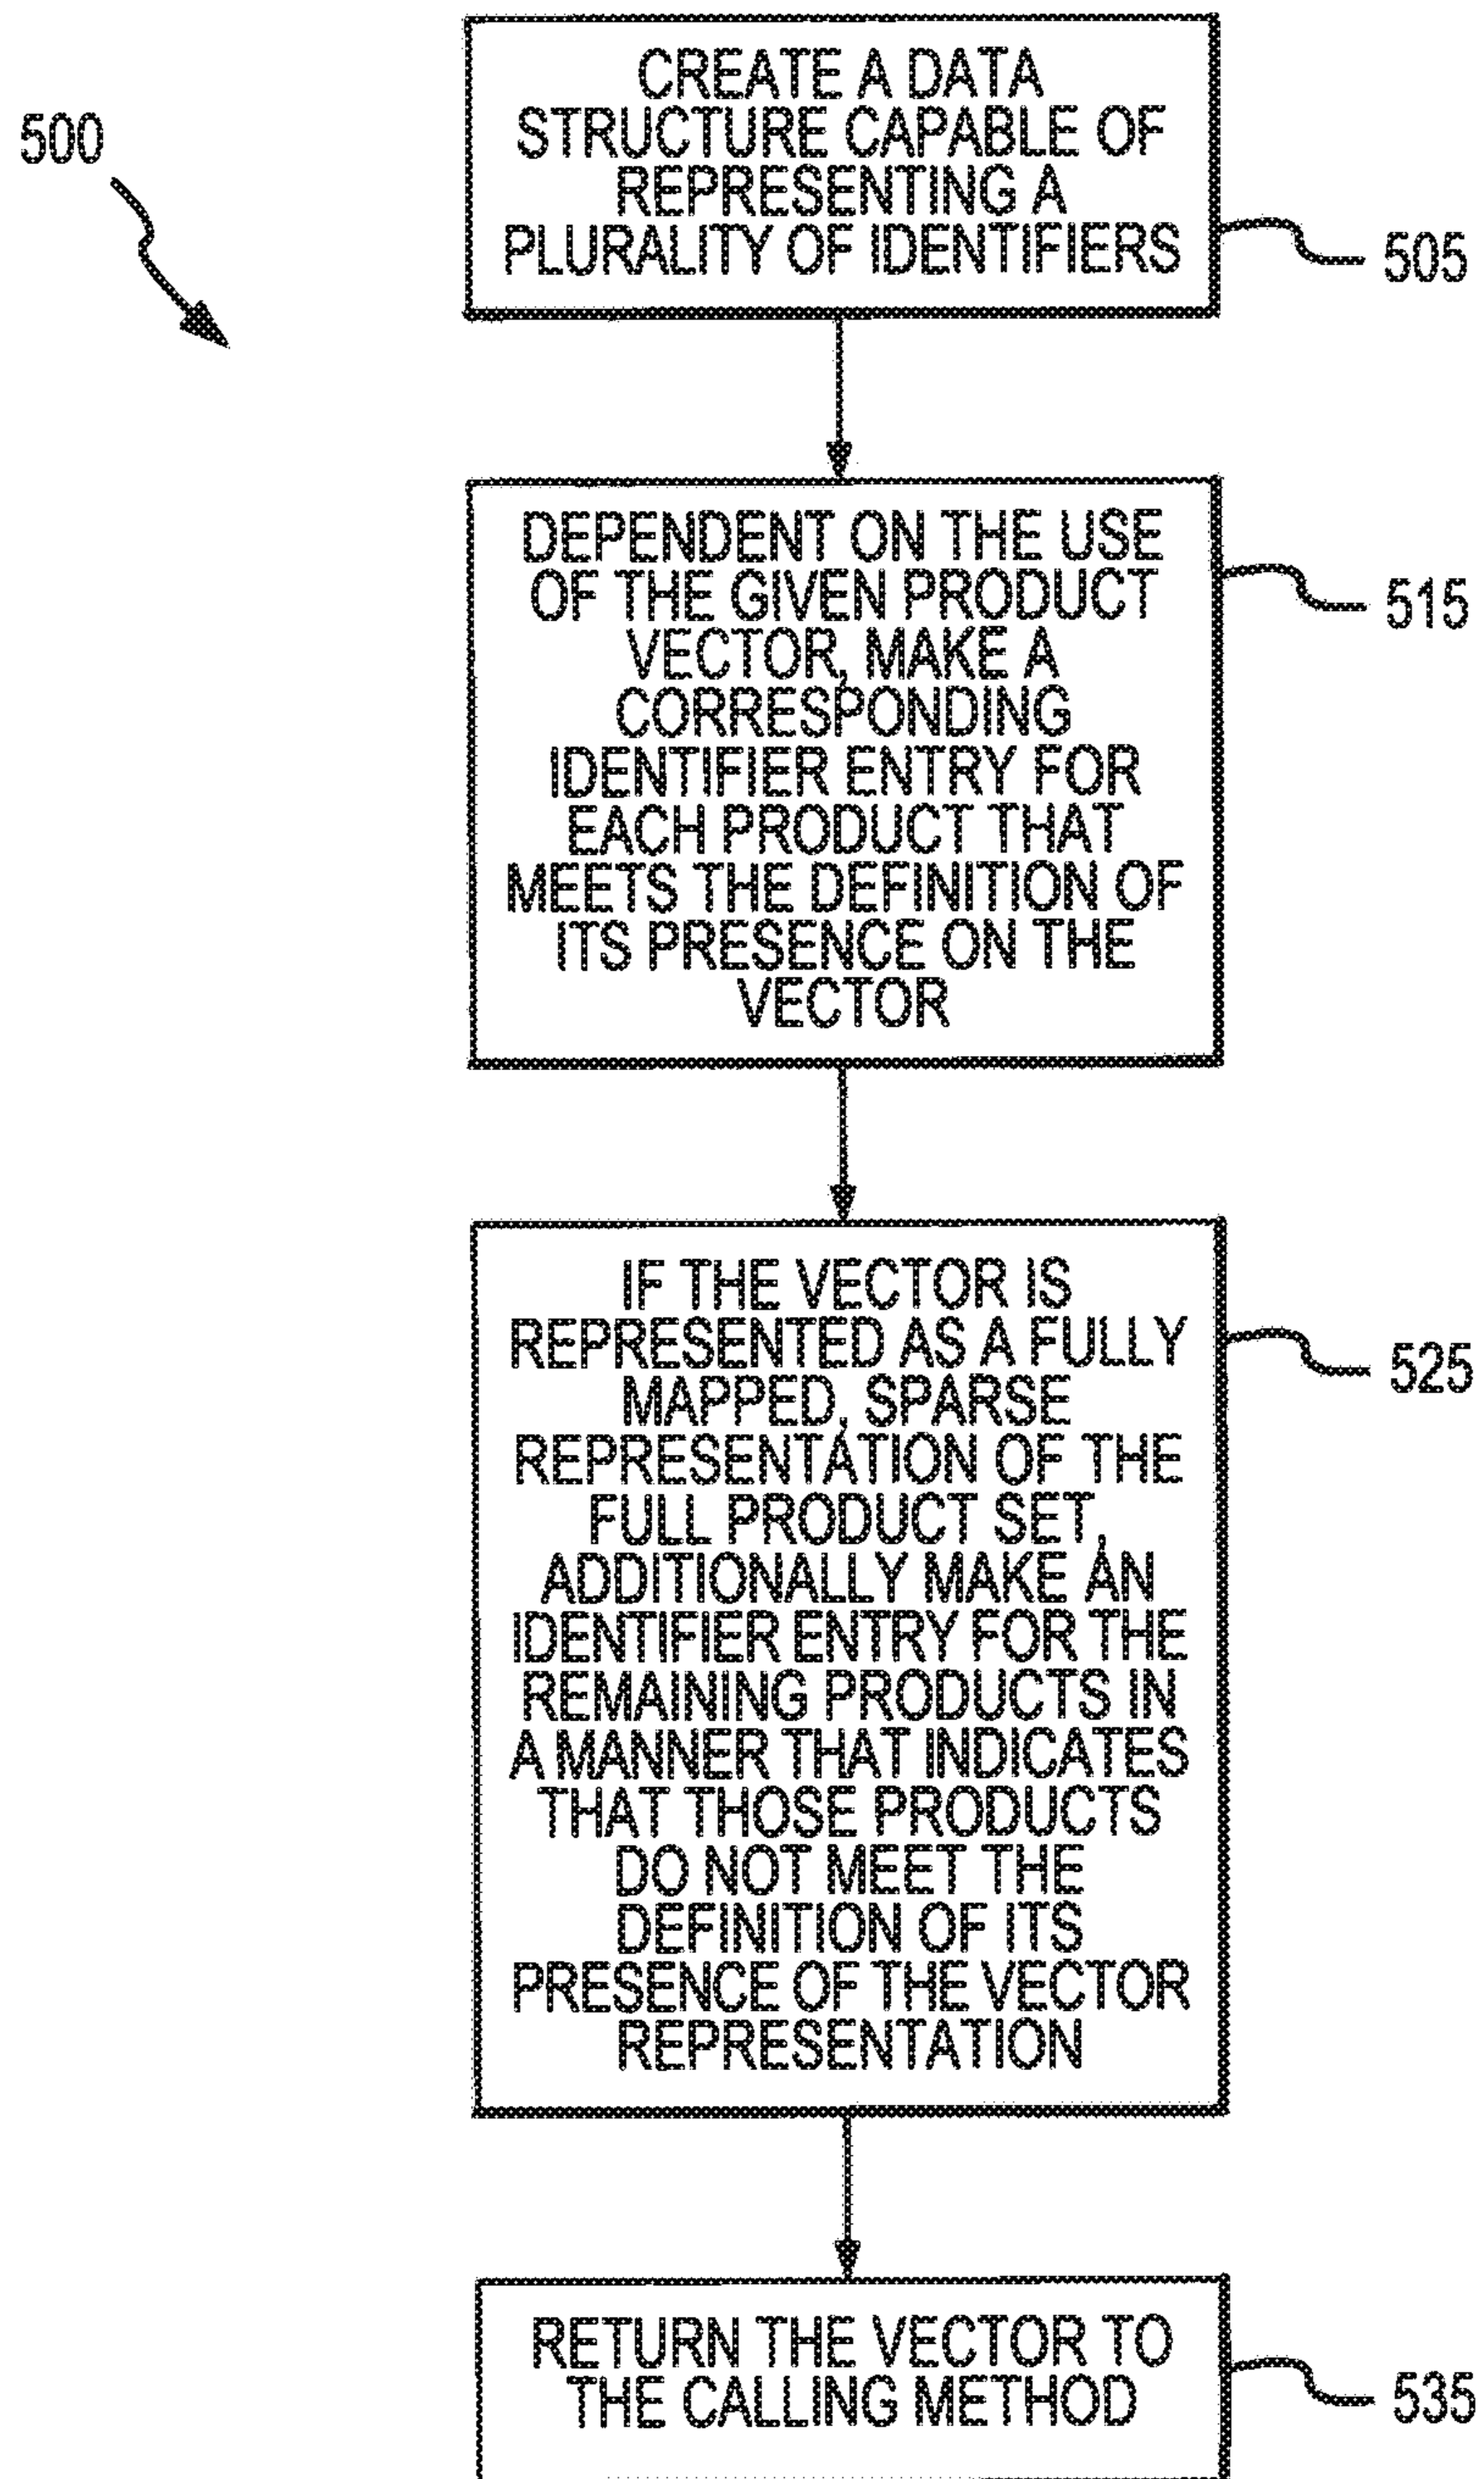 500
CREATE A DATA
STRUCTURE CAPABLE OF
REPRESENTING A
PLURALITY OF IDENTIFIERS
505
DEPENDENT ON THE USE
OF THE GIVEN PRODUCT
VECTOR, MAKE A
CORRESPONDING
IDENTIFIER ENTRY FOR
EACH PRODUCT THAT
MEETS THE DEFINITION OF
ITS PRESENCE ON THE
VECTOR
515
IF THE VECTOR IS
REPRESENTED AS A FULLY
MAPPED, SPARSE
REPRESENTATION OF THE
FULL PRODUCT SET,
ADDITIONALLY MAKE AN
IDENTIFIER ENTRY FOR THE
REMAINING PRODUCTS IN
A MANNER THAT INDICATES
THAT THOSE PRODUCTS
DO NOT MEET THE
DEFINITION OF ITS
PRESENCE OF THE VECTOR
REPRESENTATION
525
RETURN THE VECTOR TO
THE CALLING METHOD
535